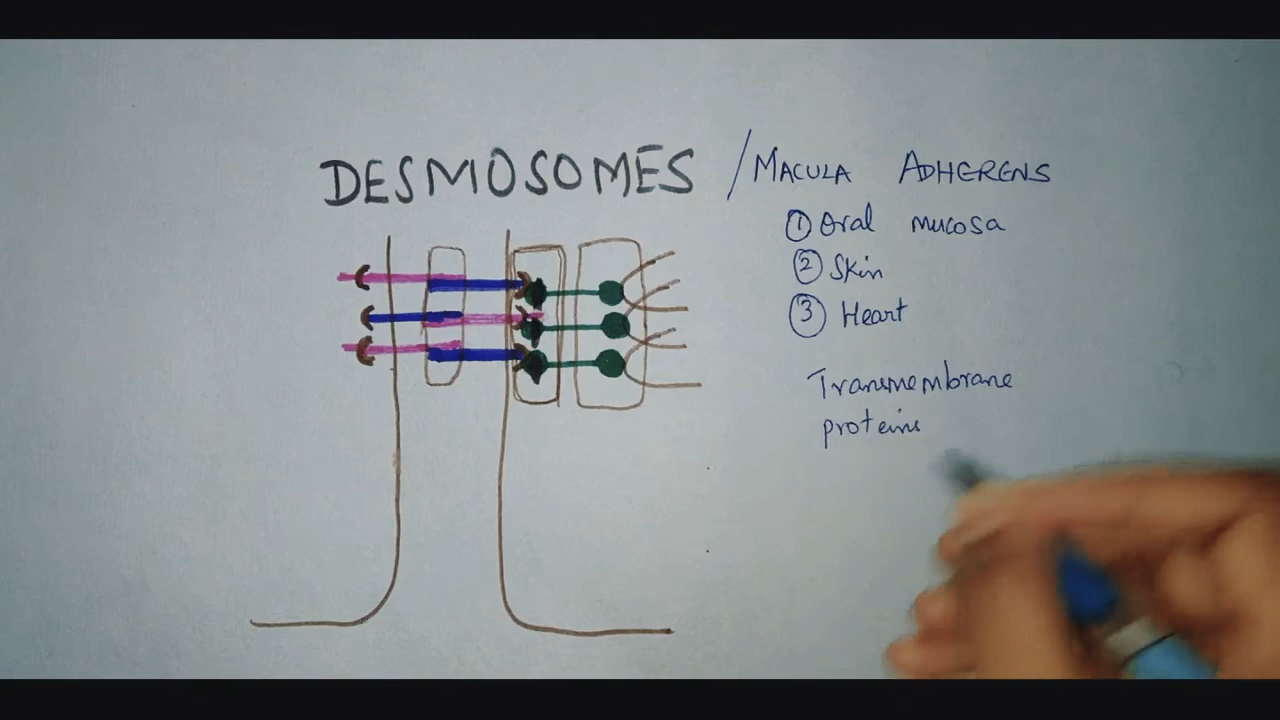 DESMOSOMES / MACULA ADHERENS
① Oral mucosa
② Skin
③ Heart
Transmembrane
proteins